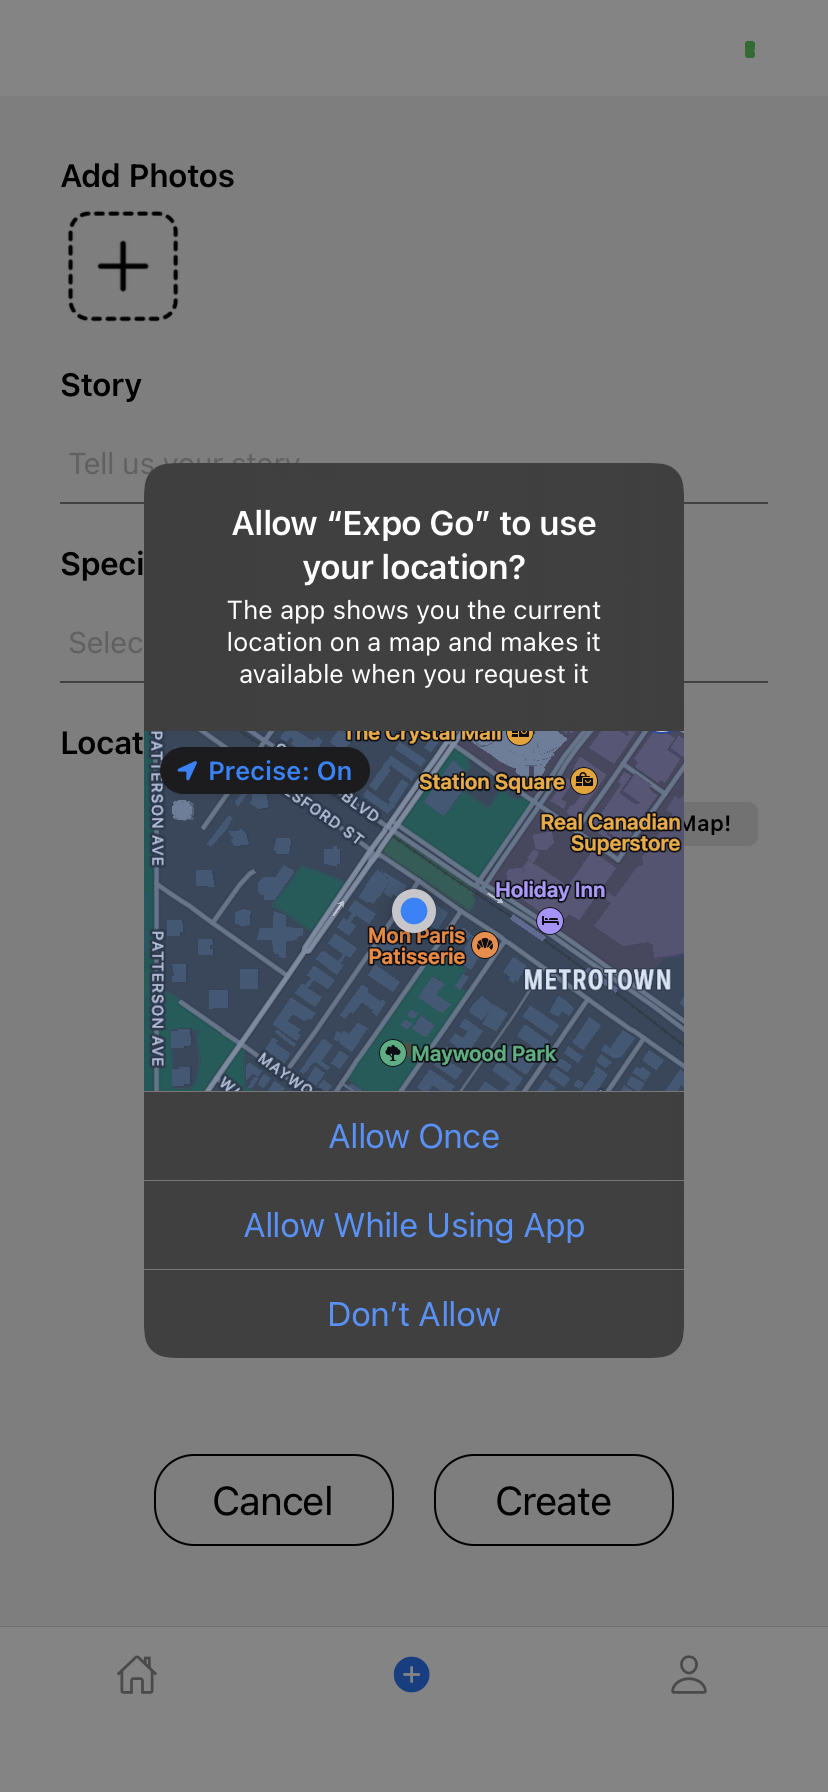 Add Photos
Story
Tell us your story
Allow “Expo Go” to use
your location?
The app shows you the current
location on a map and makes it
available when you request it
Speci
Selec
Locat
Precise: On
The Crystal Mall
Station Square
Real Canadian
Superstore
Map!
BLVD
ESFORD ST
PATTERSON AVE
Holiday Inn
Mon Paris
Patisserie
METROTOWN
PATTERSON AVE
Maywood Park
MAYWO
Allow Once
Allow While Using App
Don’t Allow
Cancel
Create